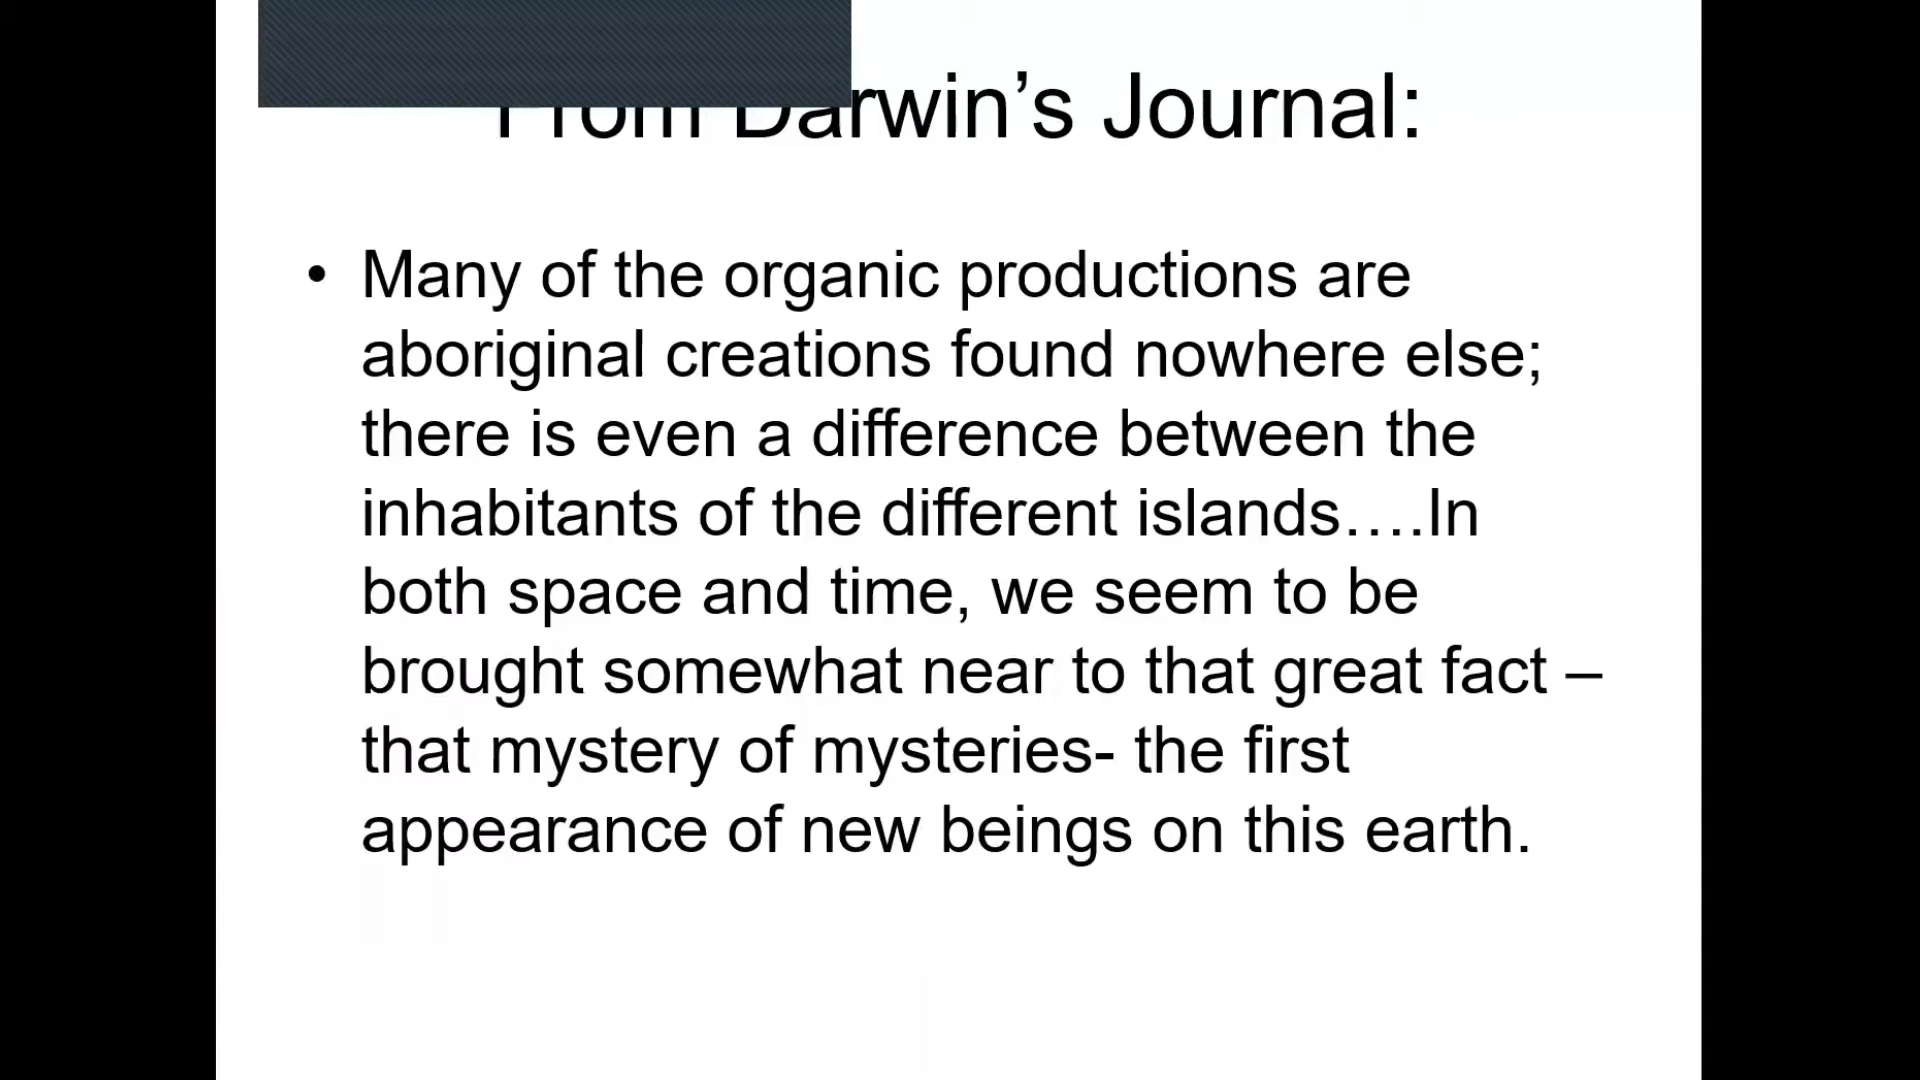 From Darwin’s Journal:
• Many of the organic productions are
aboriginal creations found nowhere else;
there is even a difference between the
inhabitants of the different islands….In
both space and time, we seem to be
brought somewhat near to that great fact –
that mystery of mysteries- the first
appearance of new beings on this earth.